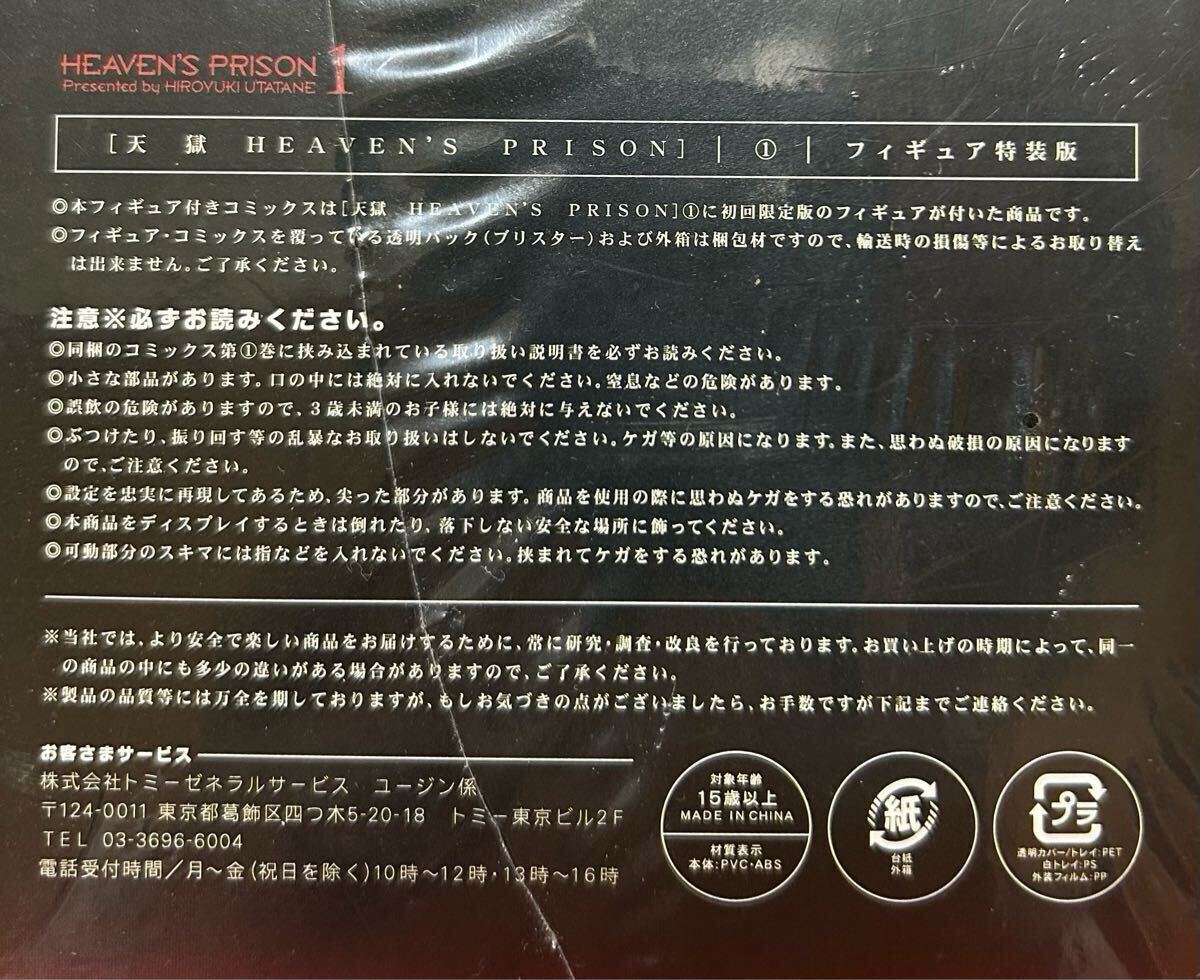 HEAVEN'S PRISON 1
Presented by HIROYUKI UTATANE
[天獄 HEAVEN'S PRISON] | ① | フィギュア特装版
◎本フィギュア付きコミックスは[天獄 HEAVEN'S PRISON]①に初回限定版のフィギュアが付いた商品です。
◎フィギュア・コミックスを覆っている透明パック(ブリスター)および外箱は梱包材ですので、輸送時の損傷等によるお取り替え
は出来ません。ご了承ください。
注意※必ずお読みください。
◎同梱のコミックス第①巻に挟み込まれている取り扱い説明書を必ずお読みください。
◎小さな部品があります。口の中には絶対に入れないでください。窒息などの危険があります。
◎誤飲の危険がありますので、3歳未満のお子様には絶対に与えないでください。
◎ぶつけたり、振り回す等の乱暴なお取り扱いはしないでください。ケガ等の原因になります。また、思わぬ破損の原因になります
ので、ご注意ください。
◎設定を忠実に再現してあるため、尖った部分があります。商品を使用の際に思わぬケガをする恐れがありますので、ご注意ください。
◎本商品をディスプレイするときは倒れたり、落下しない安全な場所に飾ってください。
◎可動部分のスキマには指などを入れないでください。挟まれてケガをする恐れがあります。
※当社では、より安全で楽しい商品をお届けするために、常に研究・調査・改良を行っております。お買い上げの時期によって、同一
の商品の中にも多少の違いがある場合がありますので、ご了承ください。
※製品の品質等には万全を期しておりますが、もしお気づきの点がございましたら、お手数ですが下記までご連絡ください。
お客さまサービス
株式会社トミーゼネラルサービス ユージン係
〒124-0011 東京都葛飾区四つ木5-20-18 トミー東京ビル2F
TEL 03-3696-6004
電話受付時間／月〜金(祝日を除く)10時〜12時・13時〜16時
対象年齢
15歳以上
MADE IN CHINA
材質表示
本体:PVC・ABS
紙
台紙
外箱
プラ
透明カバー/トレイ:PET
白トレイ:PS
外装フィルム:PP